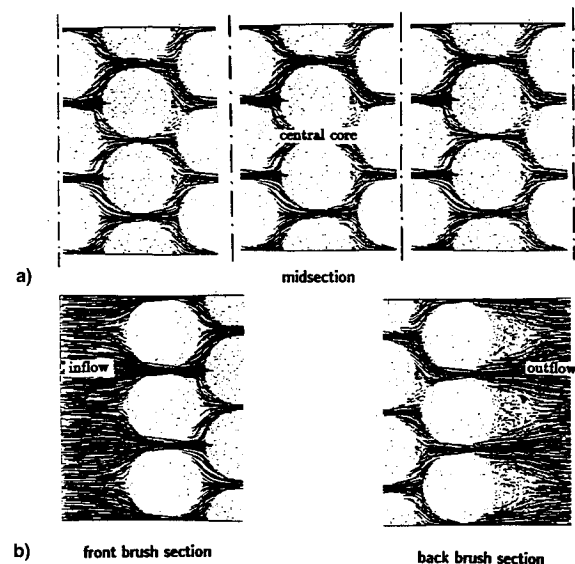 central core
a)
midsection
inflow
outflow
b)
front brush section
back brush section